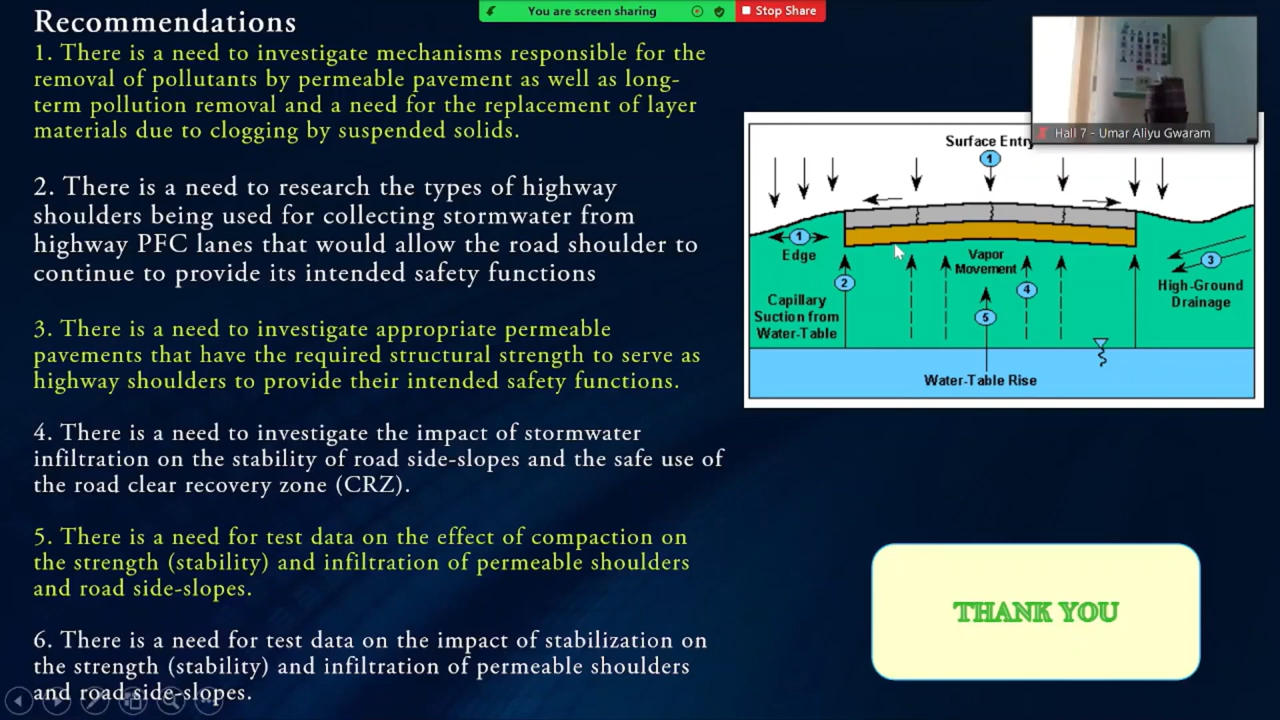 You are screen sharing
Stop Share
Recommendations
1. There is a need to investigate mechanisms responsible for the
removal of pollutants by permeable pavement as well as long-
term pollution removal and a need for the replacement of layer
materials due to clogging by suspended solids.
2. There is a need to research the types of highway
shoulders being used for collecting stormwater from
highway PFC lanes that would allow the road shoulder to
continue to provide its intended safety functions
3. There is a need to investigate appropriate permeable
pavements that have the required structural strength to serve as
highway shoulders to provide their intended safety functions.
4. There is a need to investigate the impact of stormwater
infiltration on the stability of road side-slopes and the safe use of
the road clear recovery zone (CRZ).
5. There is a need for test data on the effect of compaction on
the strength (stability) and infiltration of permeable shoulders
and road side-slopes.
6. There is a need for test data on the impact of stabilization on
the strength (stability) and infiltration of permeable shoulders
and road side-slopes.
Hall 7 - Umar Aliyu Gwaram
Surface Entry
1
1
Edge
2
Capillary
Suction from
Water-Table
Vapor
Movement
4
5
3
High-Ground
Drainage
Water-Table Rise
THANK YOU